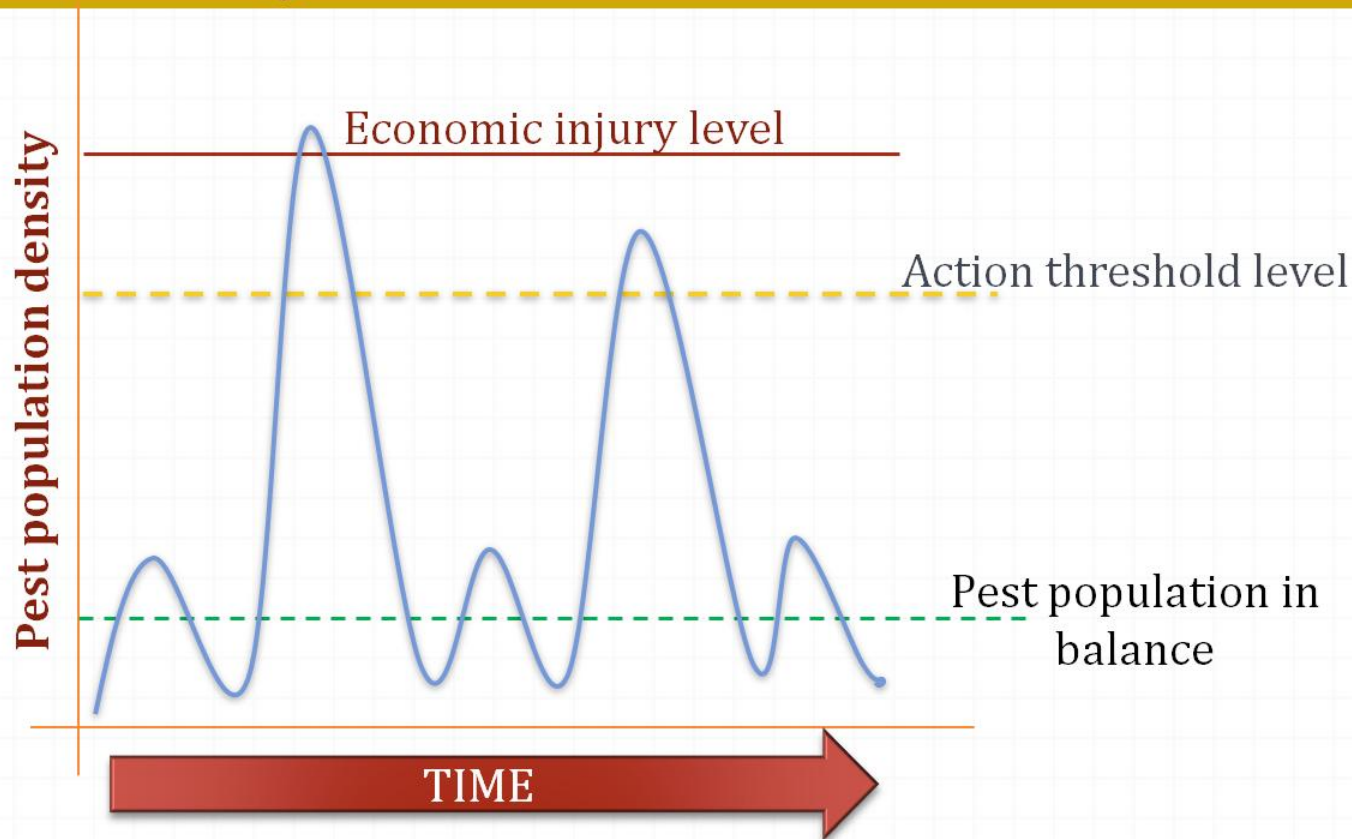 Economic injury level
Action threshold level
Pest population density
Pest population in
balance
TIME